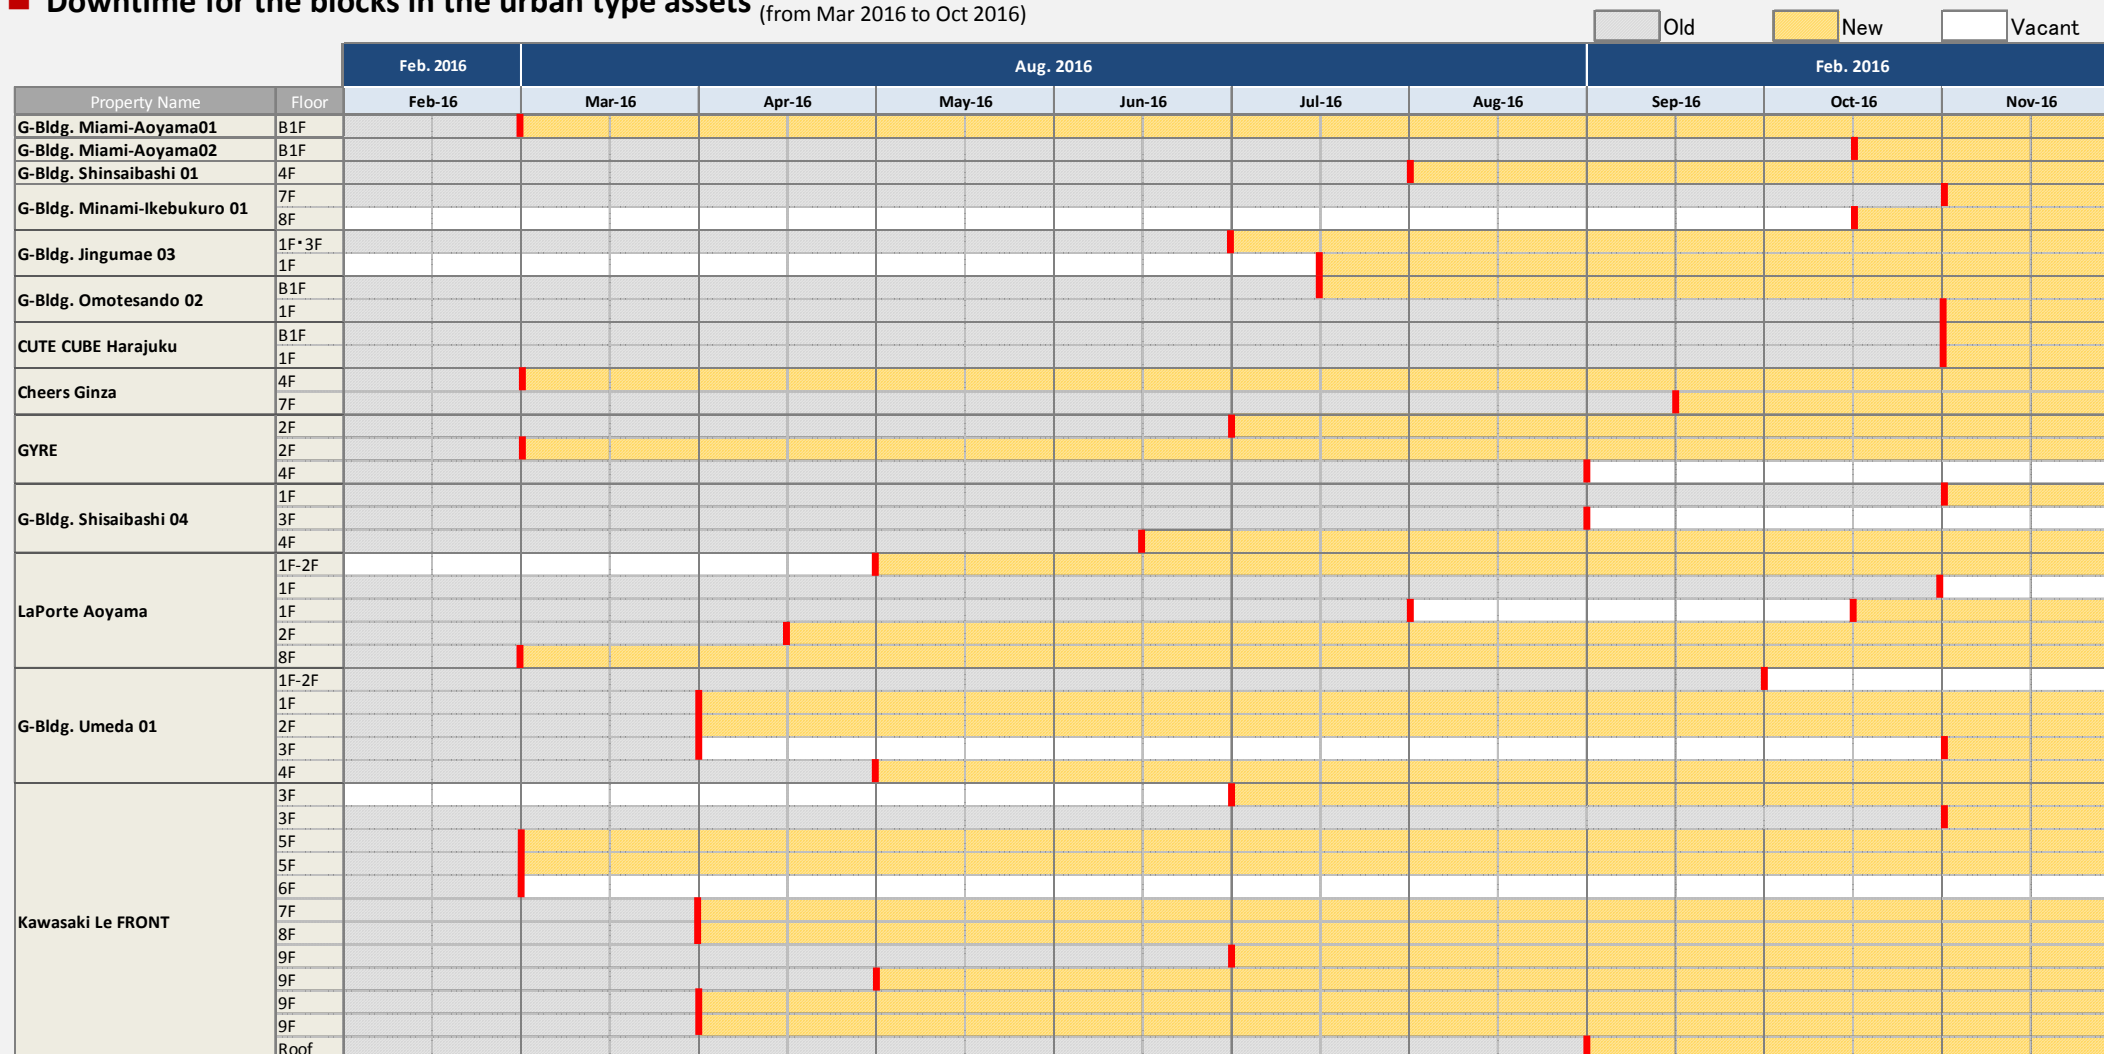 Downtime for the blocks in the urban type assets (from Mar 2016 to Oct 2016)
Old New Vacant
Feb. 2016 Aug. 2016 Feb. 2016
Property Name Floor Feb-16 Mar-16 Apr-16 May-16 Jun-16 Jul-16 Aug-16 Sep-16 Oct-16 Nov-16
G-Bldg. Miami-Aoyama01 B1F
G-Bldg. Miami-Aoyama02 B1F
G-Bldg. Shinsaibashi 01 4F
G-Bldg. Minami-Ikebukuro 01
7F
8F
G-Bldg. Jingumae 03
1F・3F
1F
G-Bldg. Omotesando 02
B1F
1F
CUTE CUBE Harajuku
B1F
1F
Cheers Ginza
4F
7F
GYRE
2F
2F
4F
G-Bldg. Shisaibashi 04
1F
3F
4F
LaPorte Aoyama
1F-2F
1F
1F
2F
8F
G-Bldg. Umeda 01
1F-2F
1F
2F
3F
4F
Kawasaki Le FRONT
3F
3F
5F
5F
6F
7F
8F
9F
9F
9F
9F
Roof